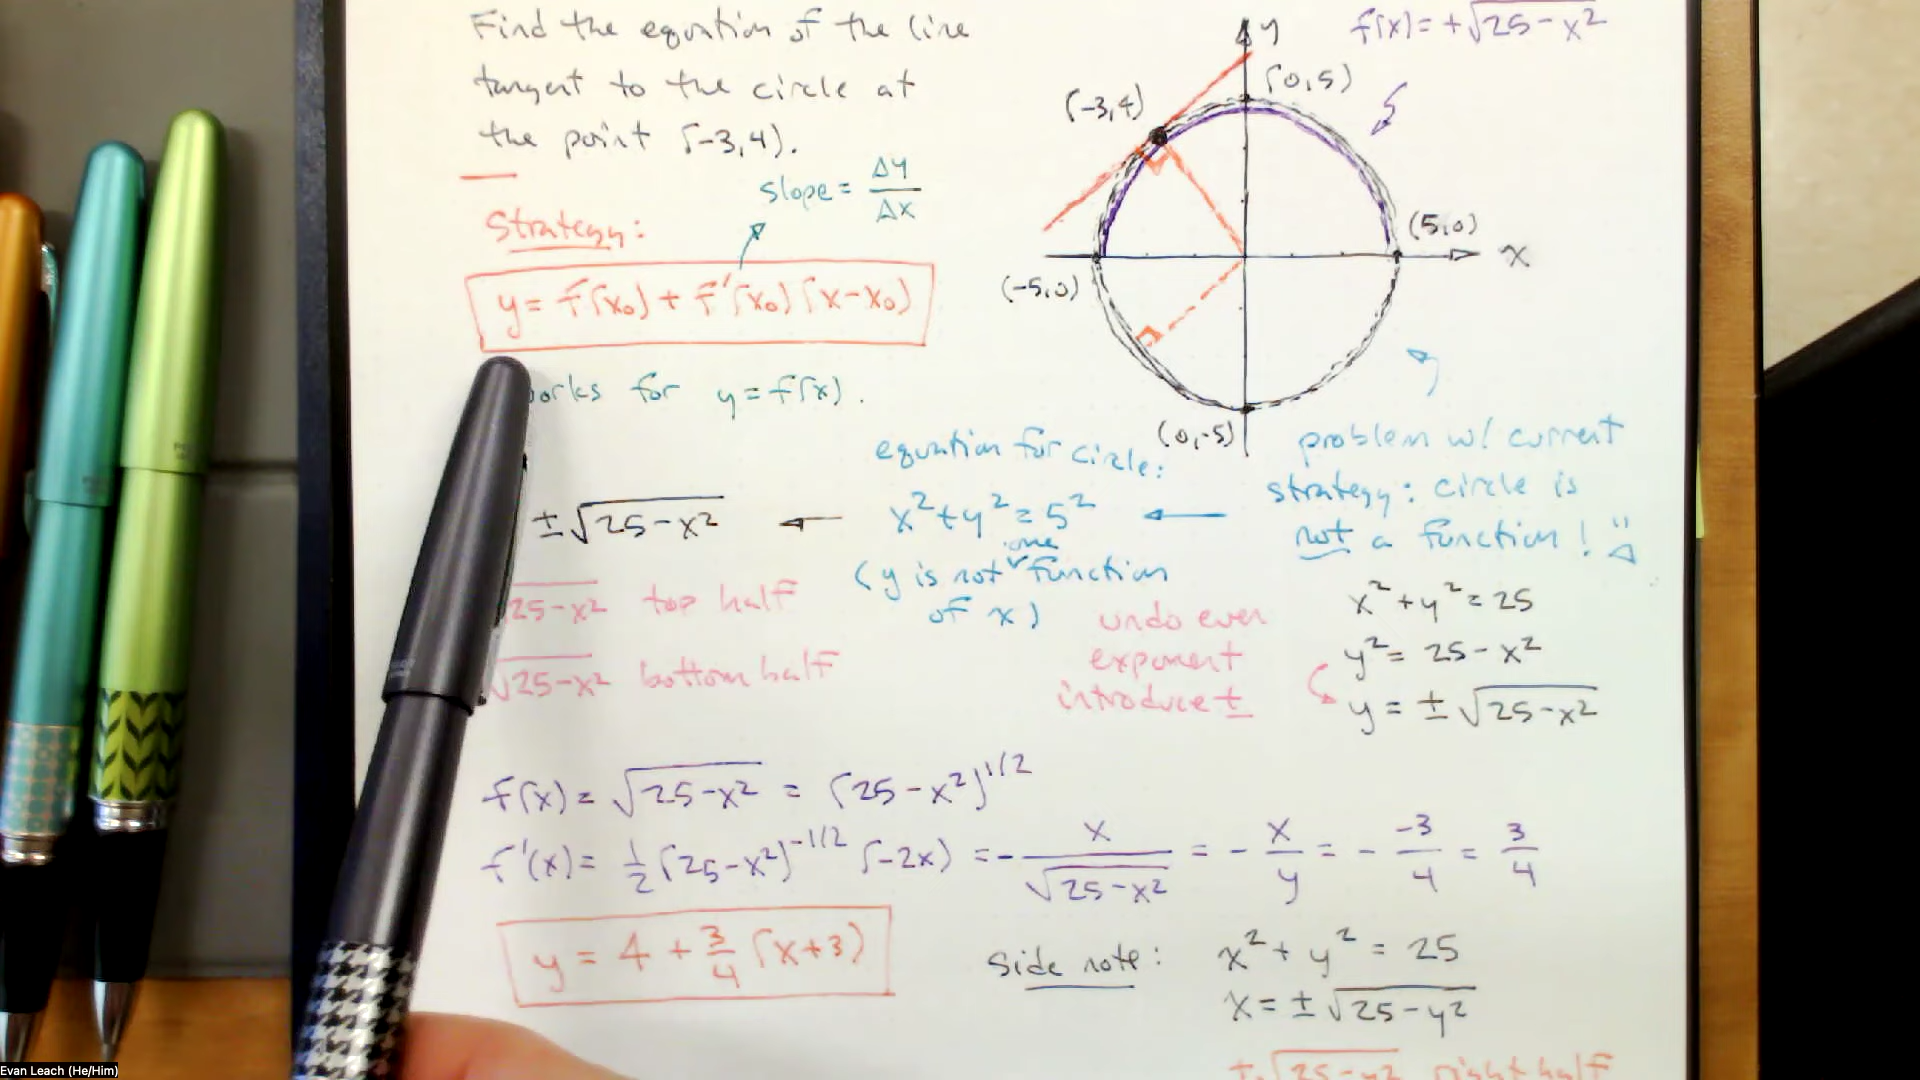 Find the equation of the line
tangent to the circle at
the point (-3,4).
slope = Δy/Δx
Strategy:
y = f(x₀) + f'(x₀)(x-x₀)
works for y = f(x).
f(x) = +√(25-x²)
y
(0,5)
(-3,4)
(5,0)
x
(-5,0)
(0,-5)
equation for circle:
x² + y² = 5²
(y is not one function
of x)
problem w/ current
strategy: circle is
not a function!
± √(25-x²)
√(25-x²) top half
√(25-x²) bottom half
undo even
exponent
introduce ±
x² + y² = 25
y² = 25 - x²
y = ± √(25-x²)
f(x) = √(25-x²) = (25-x²)^1/2
f'(x) = 1/2 (25-x²)^-1/2 (-2x) = - x/√(25-x²) = - x/y = - -3/4 = 3/4
y = 4 + 3/4 (x+3)
Side note: x² + y² = 25
x = ± √(25-y²)
+ √(25-y²) right half
Evan Leach (He/Him)